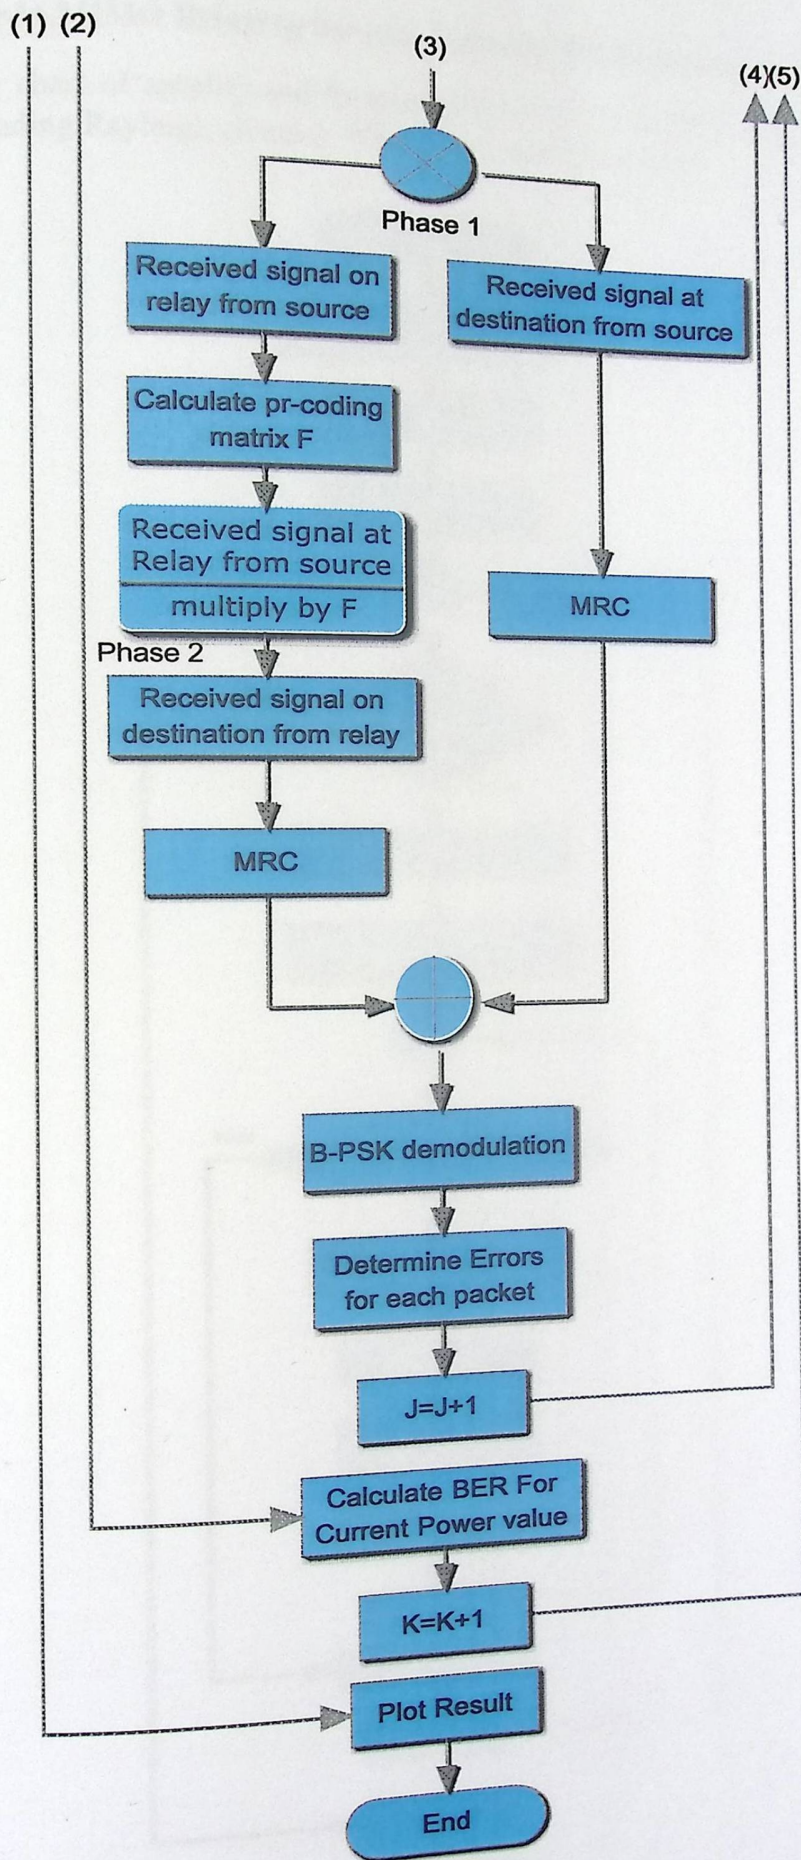 (1) (2)
(3)
(4)(5)
Phase 1
Received signal on
relay from source
Received signal at
destination from source
Calculate pr-coding
matrix F
Received signal at
Relay from source
multiply by F
MRC
Phase 2
Received signal on
destination from relay
MRC
B-PSK demodulation
Determine Errors
for each packet
J=J+1
Calculate BER For
Current Power value
K=K+1
Plot Result
End